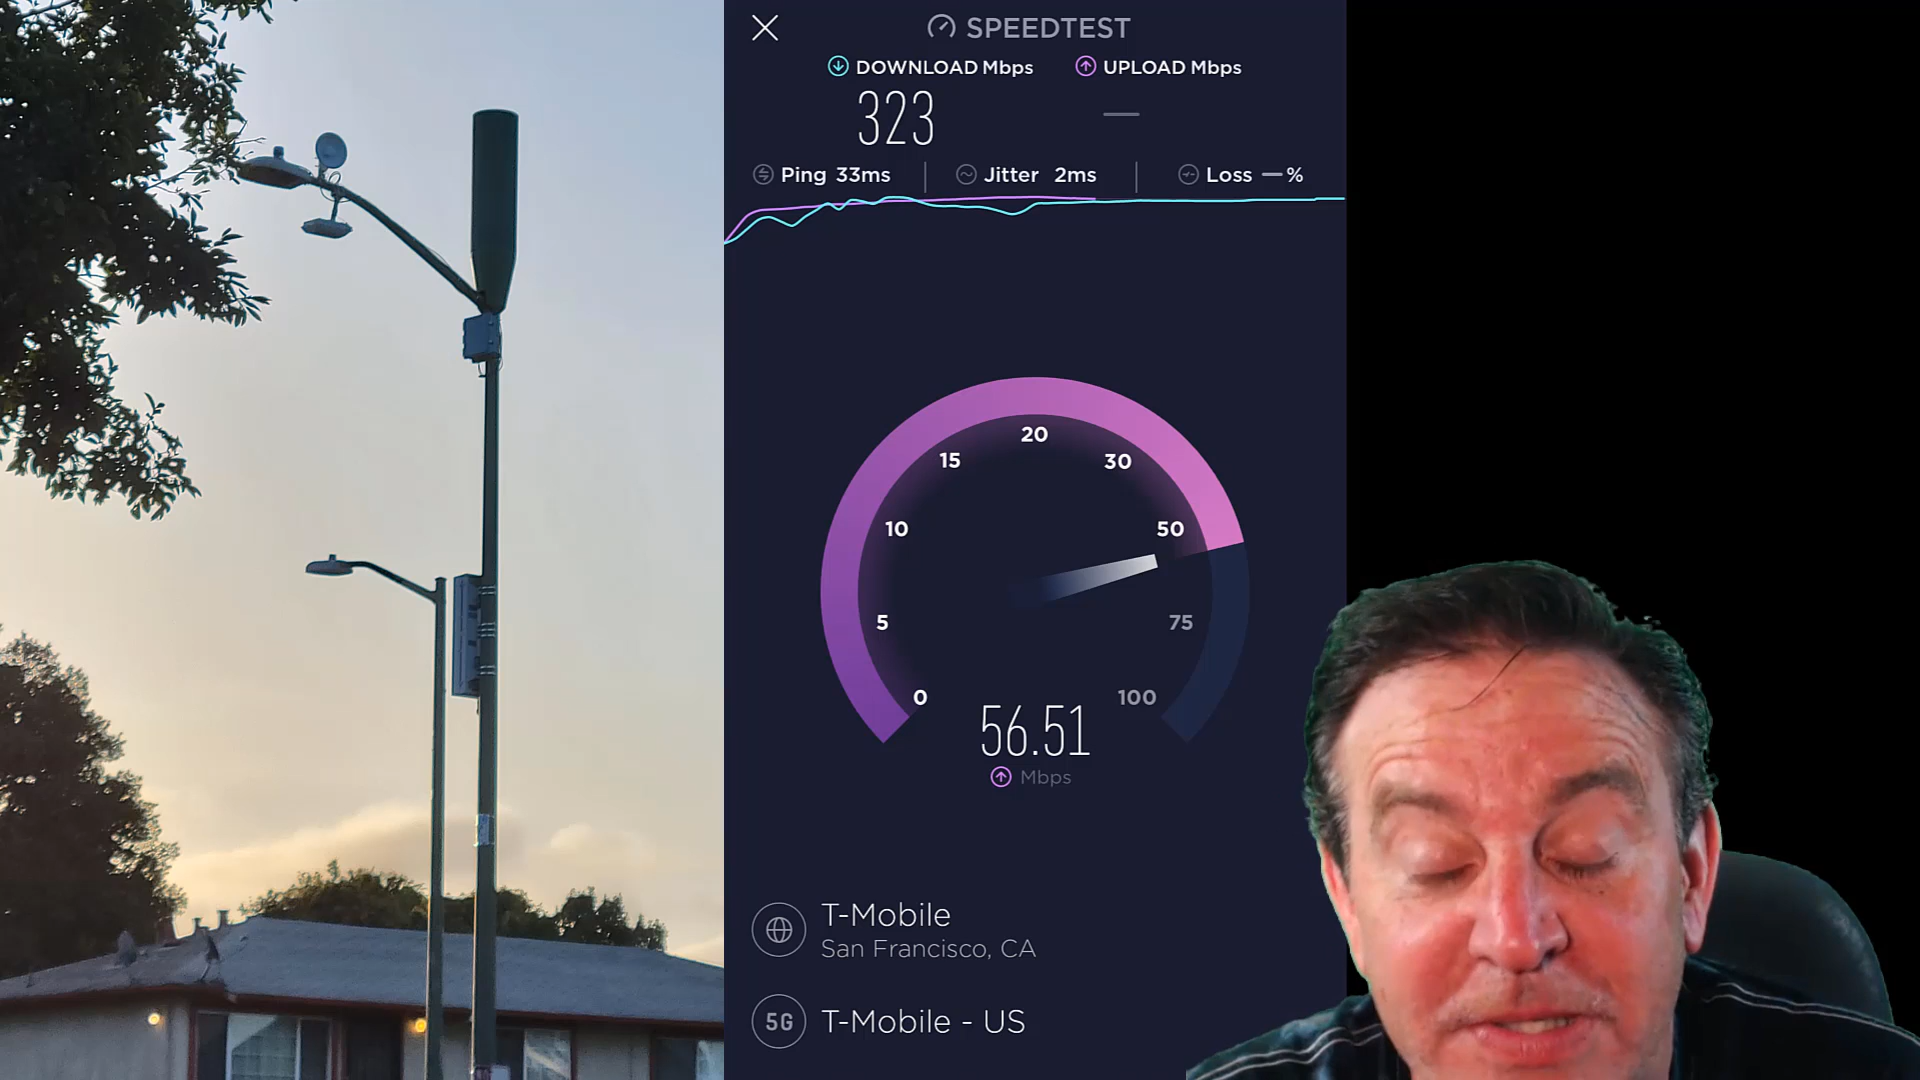 SPEEDTEST
DOWNLOAD Mbps UPLOAD Mbps
323 —
Ping 33ms Jitter 2ms Loss — %
20
15 30
10 50
5 75
0 100
56.51
Mbps
T-Mobile
San Francisco, CA
5G T-Mobile - US